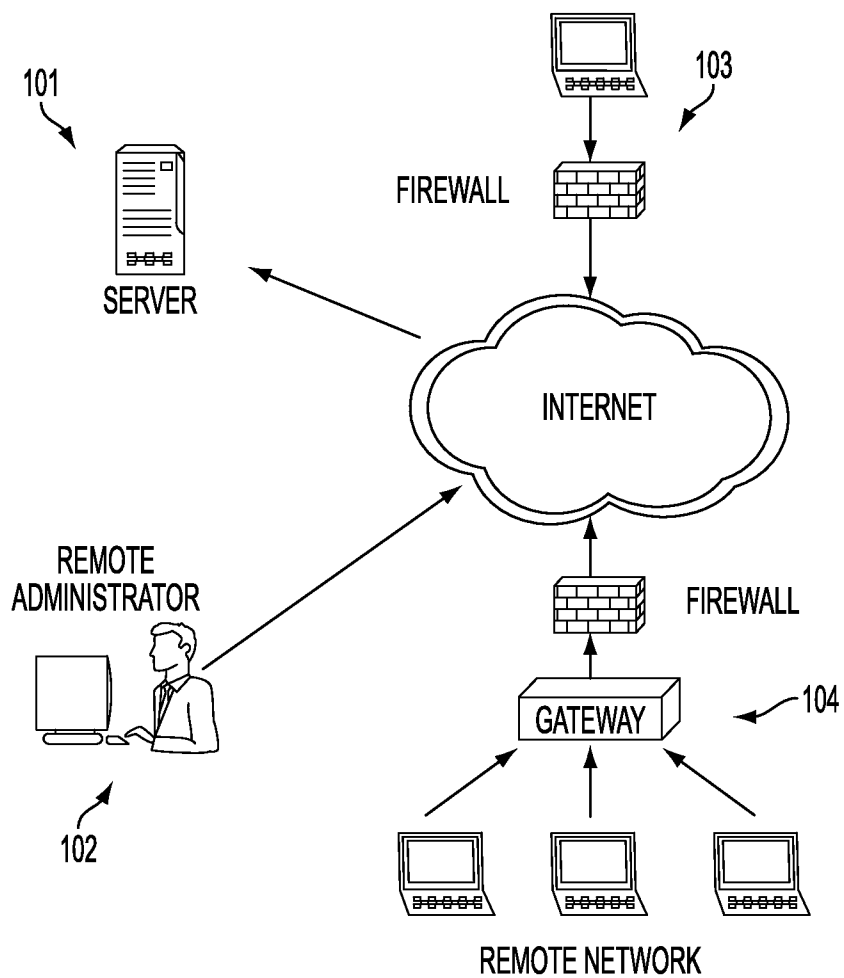 101
103
FIREWALL
SERVER
INTERNET
REMOTE
ADMINISTRATOR
FIREWALL
GATEWAY
104
102
REMOTE NETWORK